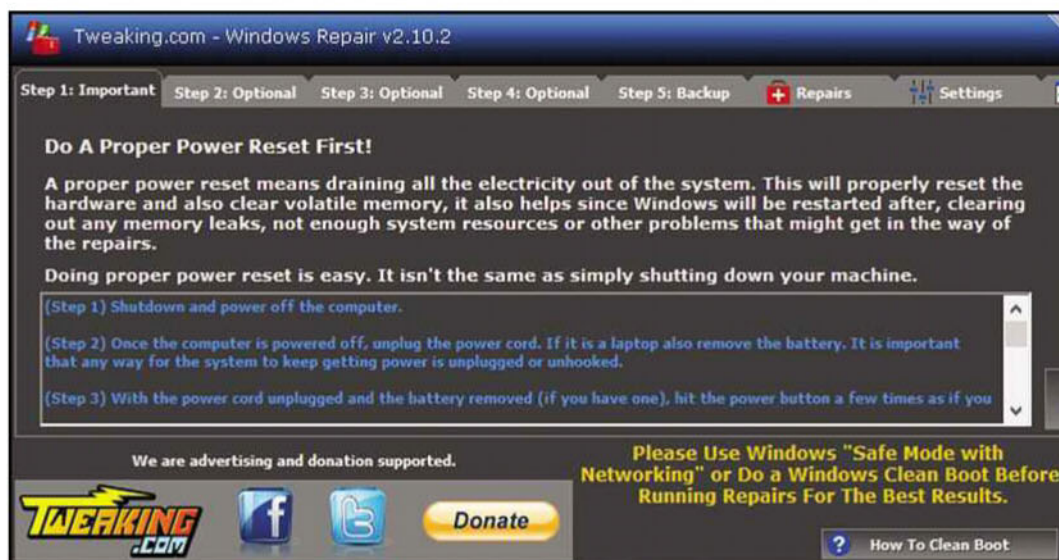 Tweaking.com - Windows Repair v2.10.2
Step 1: Important
Step 2: Optional
Step 3: Optional
Step 4: Optional
Step 5: Backup
Repairs
Settings
Do A Proper Power Reset First!
A proper power reset means draining all the electricity out of the system. This will properly reset the
hardware and also clear volatile memory, it also helps since Windows will be restarted after, clearing
out any memory leaks, not enough system resources or other problems that might get in the way of
the repairs.
Doing proper power reset is easy. It isn't the same as simply shutting down your machine.
(Step 1) Shutdown and power off the computer.
(Step 2) Once the computer is powered off, unplug the power cord. If it is a laptop also remove the battery. It is important
that any way for the system to keep getting power is unplugged or unhooked.
(Step 3) With the power cord unplugged and the battery removed (if you have one), hit the power button a few times as if you
We are advertising and donation supported.
Please Use Windows "Safe Mode with
Networking" or Do a Windows Clean Boot Before
Running Repairs For The Best Results.
TWEAKING
.COM
Donate
? How To Clean Boot